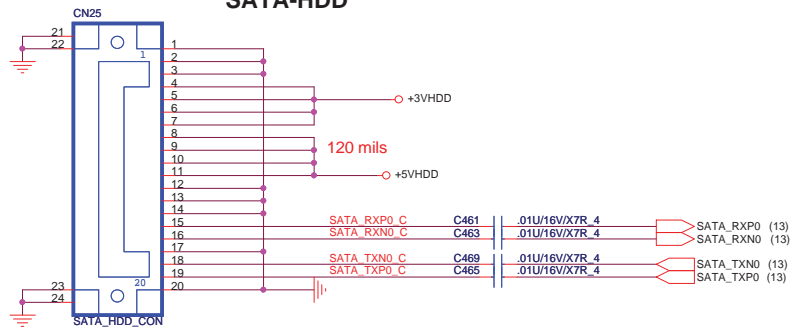 SATA-HDD
CN25
21
22
1
1
2
3
4
5
+3VHDD
6
7
8
9
120 mils
10
11
+5VHDD
12
13
14
15
SATA_RXP0_C
C461
.01U/16V/X7R_4
SATA_RXP0 (13)
16
SATA_RXN0_C
C463
.01U/16V/X7R_4
SATA_RXN0 (13)
17
18
SATA_TXN0_C
C469
.01U/16V/X7R_4
SATA_TXN0 (13)
19
SATA_TXP0_C
C465
.01U/16V/X7R_4
SATA_TXP0 (13)
20
20
23
24
SATA_HDD_CON